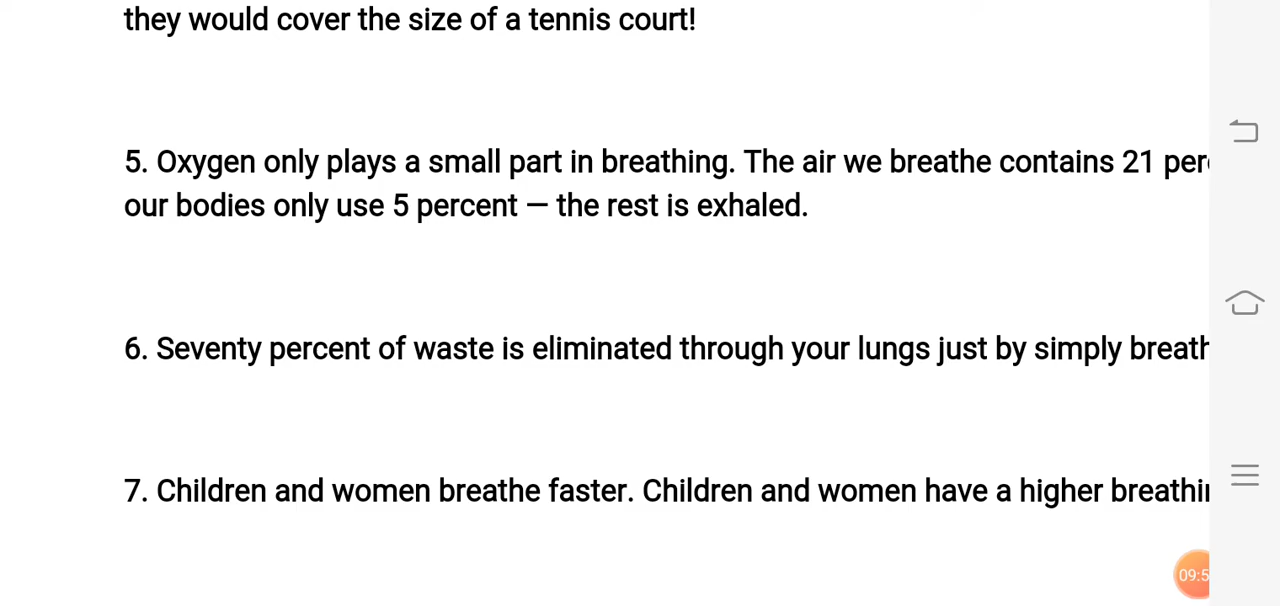 they would cover the size of a tennis court!
5. Oxygen only plays a small part in breathing. The air we breathe contains 21
our bodies only use 5 percent — the rest is exhaled.
6. Seventy percent of waste is eliminated through your lungs just by simply
7. Children and women breathe faster. Children and women have a higher